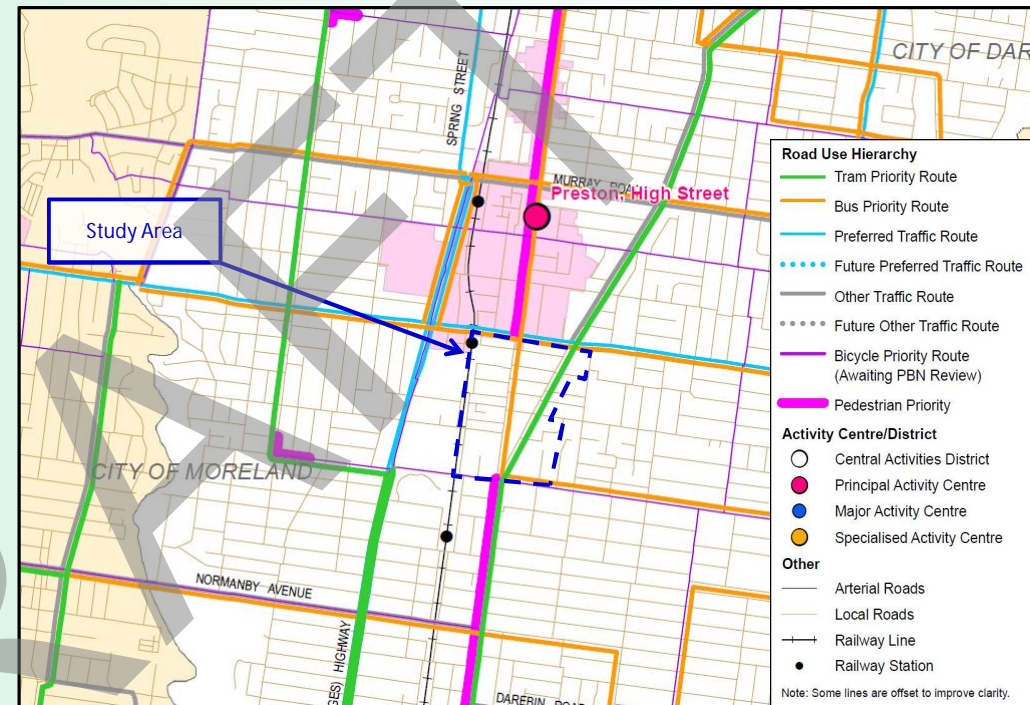 SPRING STREET
CITY OF DAR
MURRAY ROA
Preston, High Street
Study Area
CITY OF MORELAND
NORMANBY AVENUE
GES) HIGHWAY
DAREBIN ROA
Road Use Hierarchy
Tram Priority Route
Bus Priority Route
Preferred Traffic Route
Future Preferred Traffic Route
Other Traffic Route
Future Other Traffic Route
Bicycle Priority Route
(Awaiting PBN Review)
Pedestrian Priority
Activity Centre/District
Central Activities District
Principal Activity Centre
Major Activity Centre
Specialised Activity Centre
Other
Arterial Roads
Local Roads
Railway Line
Railway Station
Note: Some lines are offset to improve clarity.